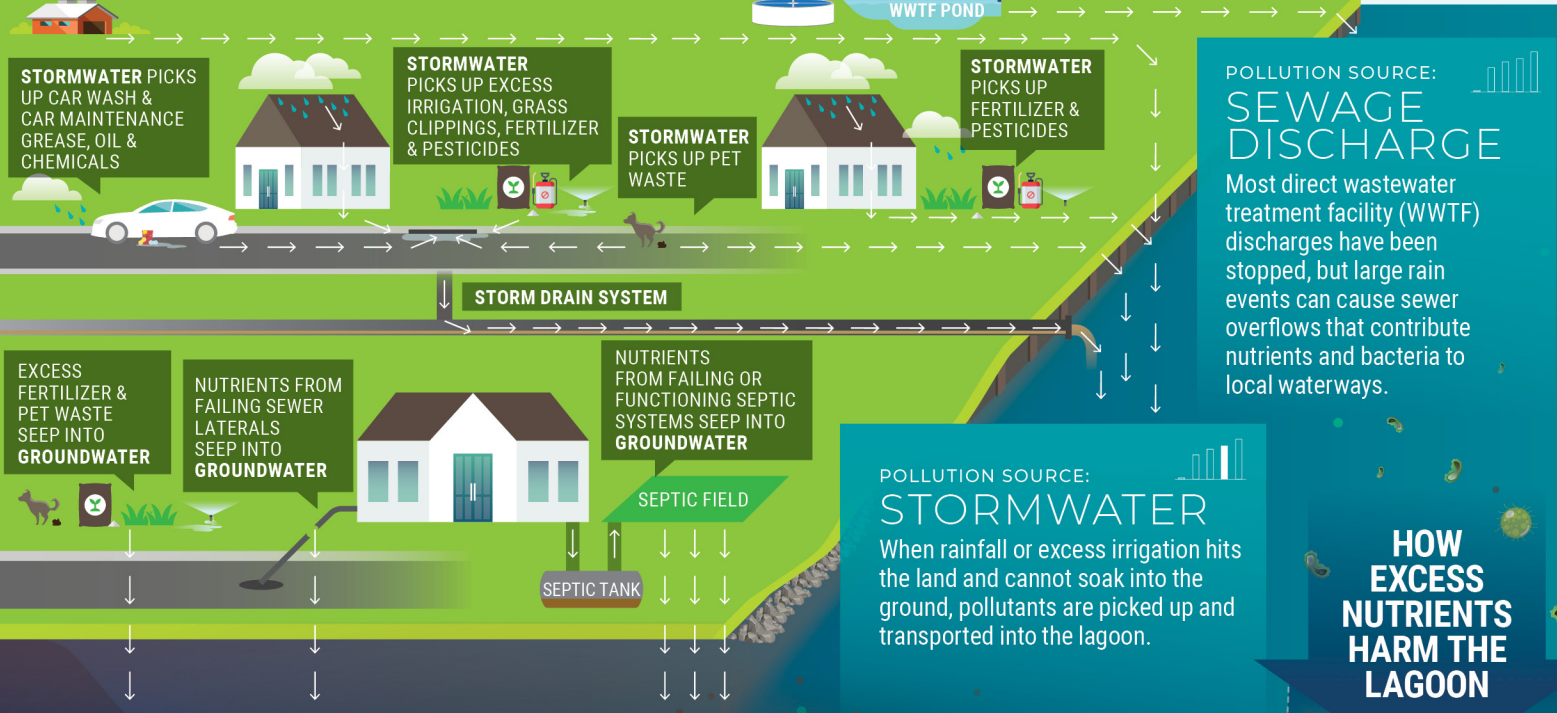 WWTF POND
STORMWATER PICKS
UP CAR WASH &
CAR MAINTENANCE
GREASE, OIL &
CHEMICALS
STORMWATER
PICKS UP EXCESS
IRRIGATION, GRASS
CLIPPINGS, FERTILIZER
& PESTICIDES
STORMWATER
PICKS UP PET
WASTE
STORMWATER
PICKS UP
FERTILIZER &
PESTICIDES
POLLUTION SOURCE:
SEWAGE
DISCHARGE
Most direct wastewater
treatment facility (WWTF)
discharges have been
stopped, but large rain
events can cause sewer
overflows that contribute
nutrients and bacteria to
local waterways.
STORM DRAIN SYSTEM
EXCESS
FERTILIZER &
PET WASTE
SEEP INTO
GROUNDWATER
NUTRIENTS FROM
FAILING SEWER
LATERALS
SEEP INTO
GROUNDWATER
NUTRIENTS
FROM FAILING OR
FUNCTIONING SEPTIC
SYSTEMS SEEP INTO
GROUNDWATER
SEPTIC FIELD
SEPTIC TANK
POLLUTION SOURCE:
STORMWATER
When rainfall or excess irrigation hits
the land and cannot soak into the
ground, pollutants are picked up and
transported into the lagoon.
HOW
EXCESS
NUTRIENTS
HARM THE
LAGOON